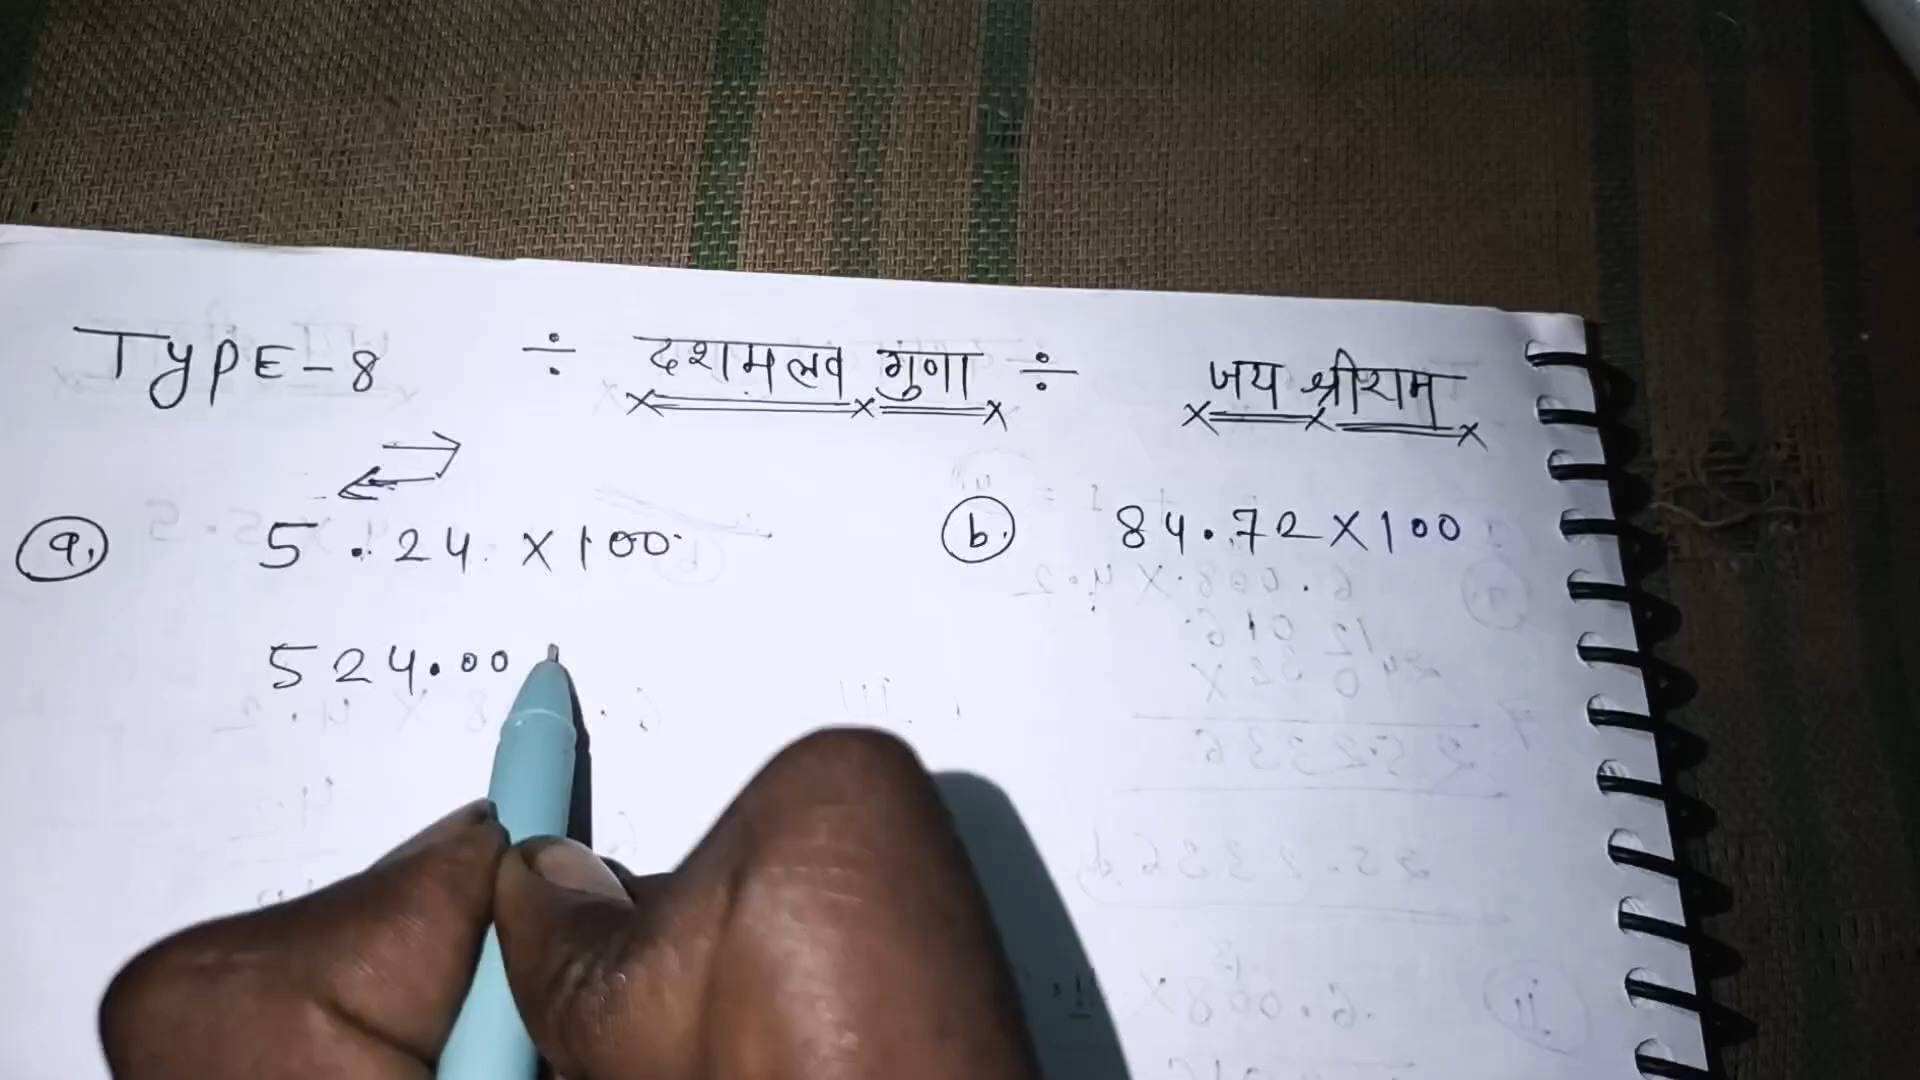 TYPE-8 ÷ दशमलव गुणा ÷ जय श्रीराम
(a.) 5.24 × 100 (b.) 84.72 × 100
524.00